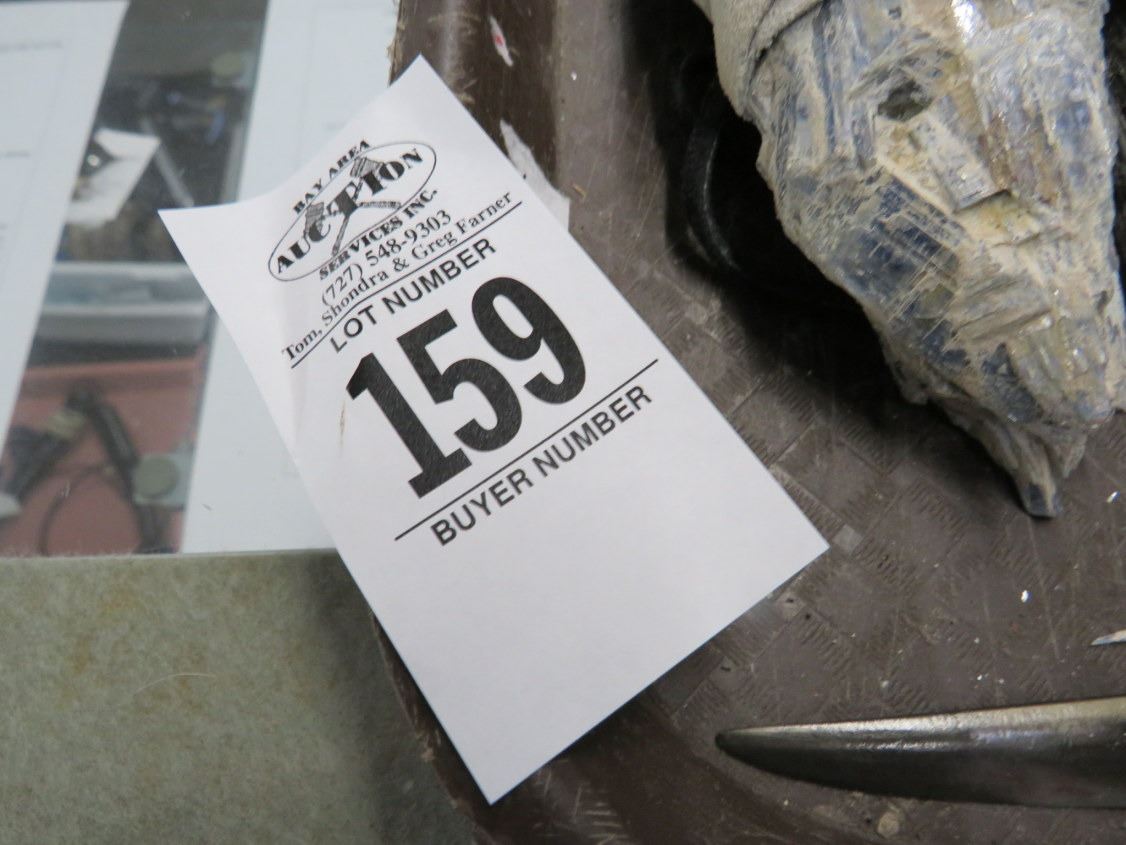 BAY AREA
AUCTION
SERVICES INC.
(727) 548-9303
Tom, Shondra & Greg Farner
LOT NUMBER
159
BUYER NUMBER